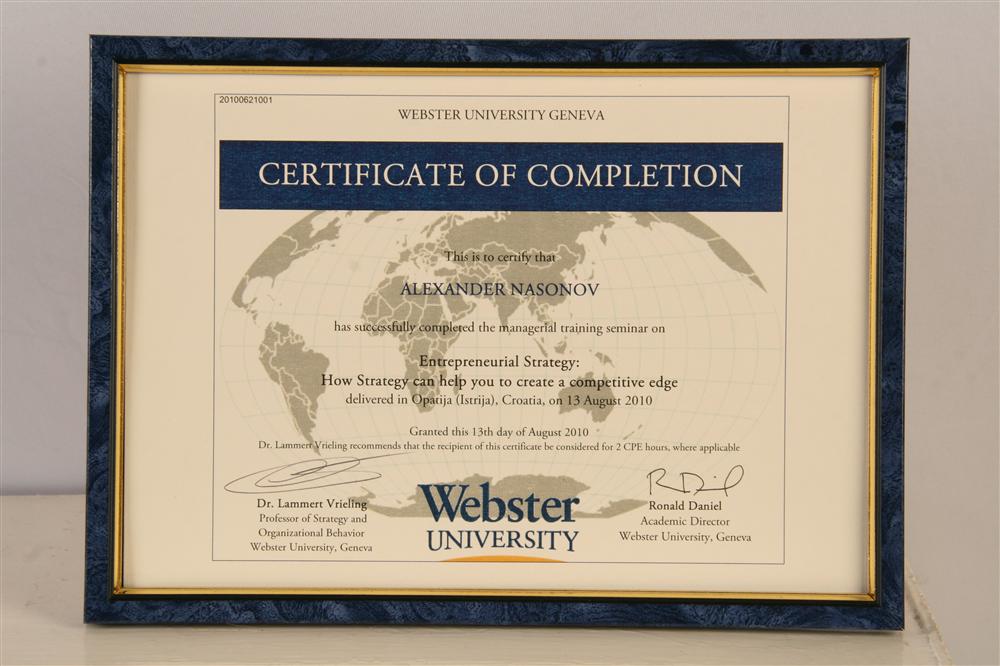 20100621001
WEBSTER UNIVERSITY GENEVA
CERTIFICATE OF COMPLETION
This is to certify that
ALEXANDER NASONOV
has successfully completed the managerial training seminar on
Entrepreneurial Strategy:
How Strategy can help you to create a competitive edge
delivered in Opatija (Istrija), Croatia, on 13 August 2010
Granted this 13th day of August 2010
Dr. Lammert Vrieling recommends that the recipient of this certificate be considered for 2 CPE hours, where applicable
Dr. Lammert Vrieling
Professor of Strategy and
Organizational Behavior
Webster University, Geneva
Webster
UNIVERSITY
Ronald Daniel
Academic Director
Webster University, Geneva